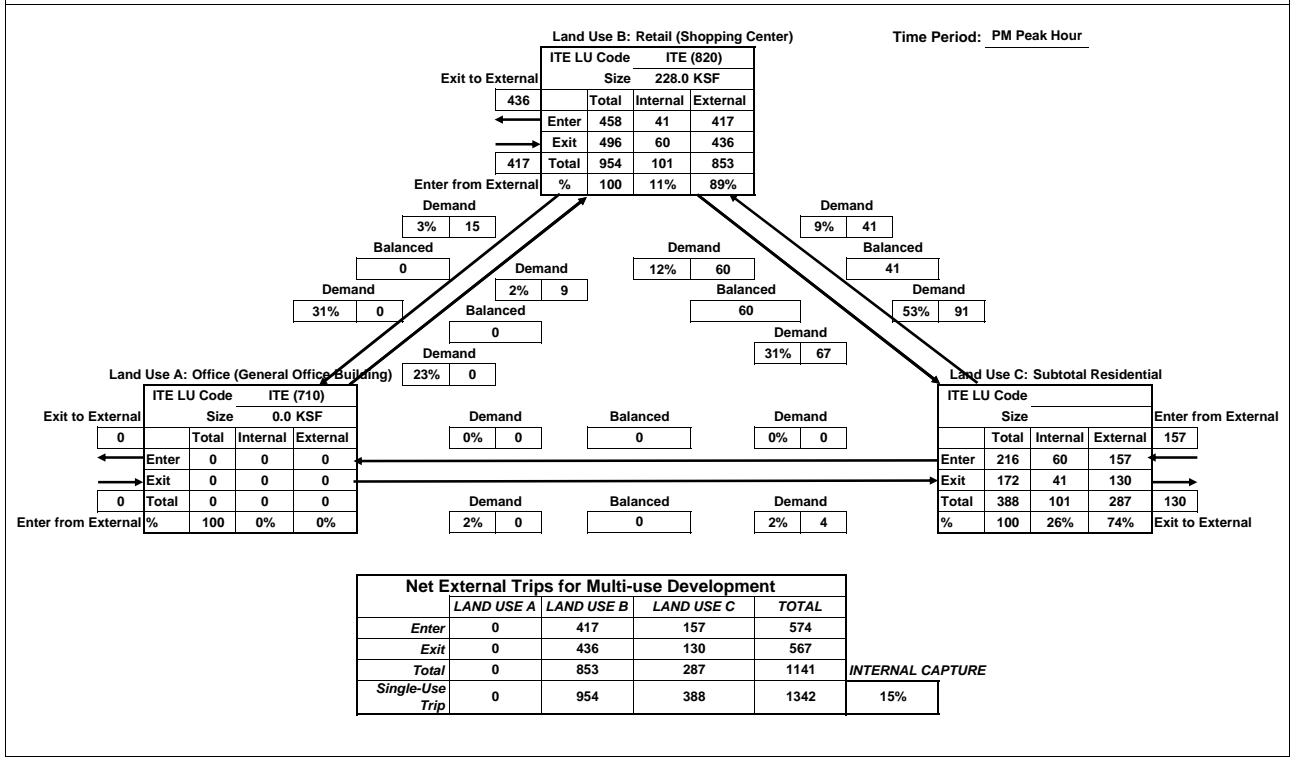 Land Use B: Retail (Shopping Center)
Time Period: PM Peak Hour
ITE LU Code ITE (820)
Exit to External Size 228.0 KSF
436 Total Internal External
Enter 458 41 417
Exit 496 60 436
417 Total 954 101 853
Enter from External % 100 11% 89%
Demand Demand
3% 15 9% 41
Balanced Demand Balanced
0 Demand 12% 60 41
Demand 2% 9 Balanced Demand
31% 0 Balanced 60 53% 91
0 Demand
Demand 31% 67
Land Use A: Office (General Office Building) 23% 0 Land Use C: Subtotal Residential
ITE LU Code ITE (710) ITE LU Code
Exit to External Size 0.0 KSF Demand Balanced Demand Size Enter from External
0 Total Internal External 0% 0 0 0% 0 Total Internal External 157
Enter 0 0 0 Enter 216 60 157
Exit 0 0 0 Exit 172 41 130
0 Total 0 0 0 Demand Balanced Demand Total 388 101 287 130
Enter from External % 100 0% 0% 2% 0 0 2% 4 % 100 26% 74% Exit to External
Net External Trips for Multi-use Development
LAND USE A LAND USE B LAND USE C TOTAL
Enter 0 417 157 574
Exit 0 436 130 567
Total 0 853 287 1141 INTERNAL CAPTURE
Single-Use
Trip 0 954 388 1342 15%